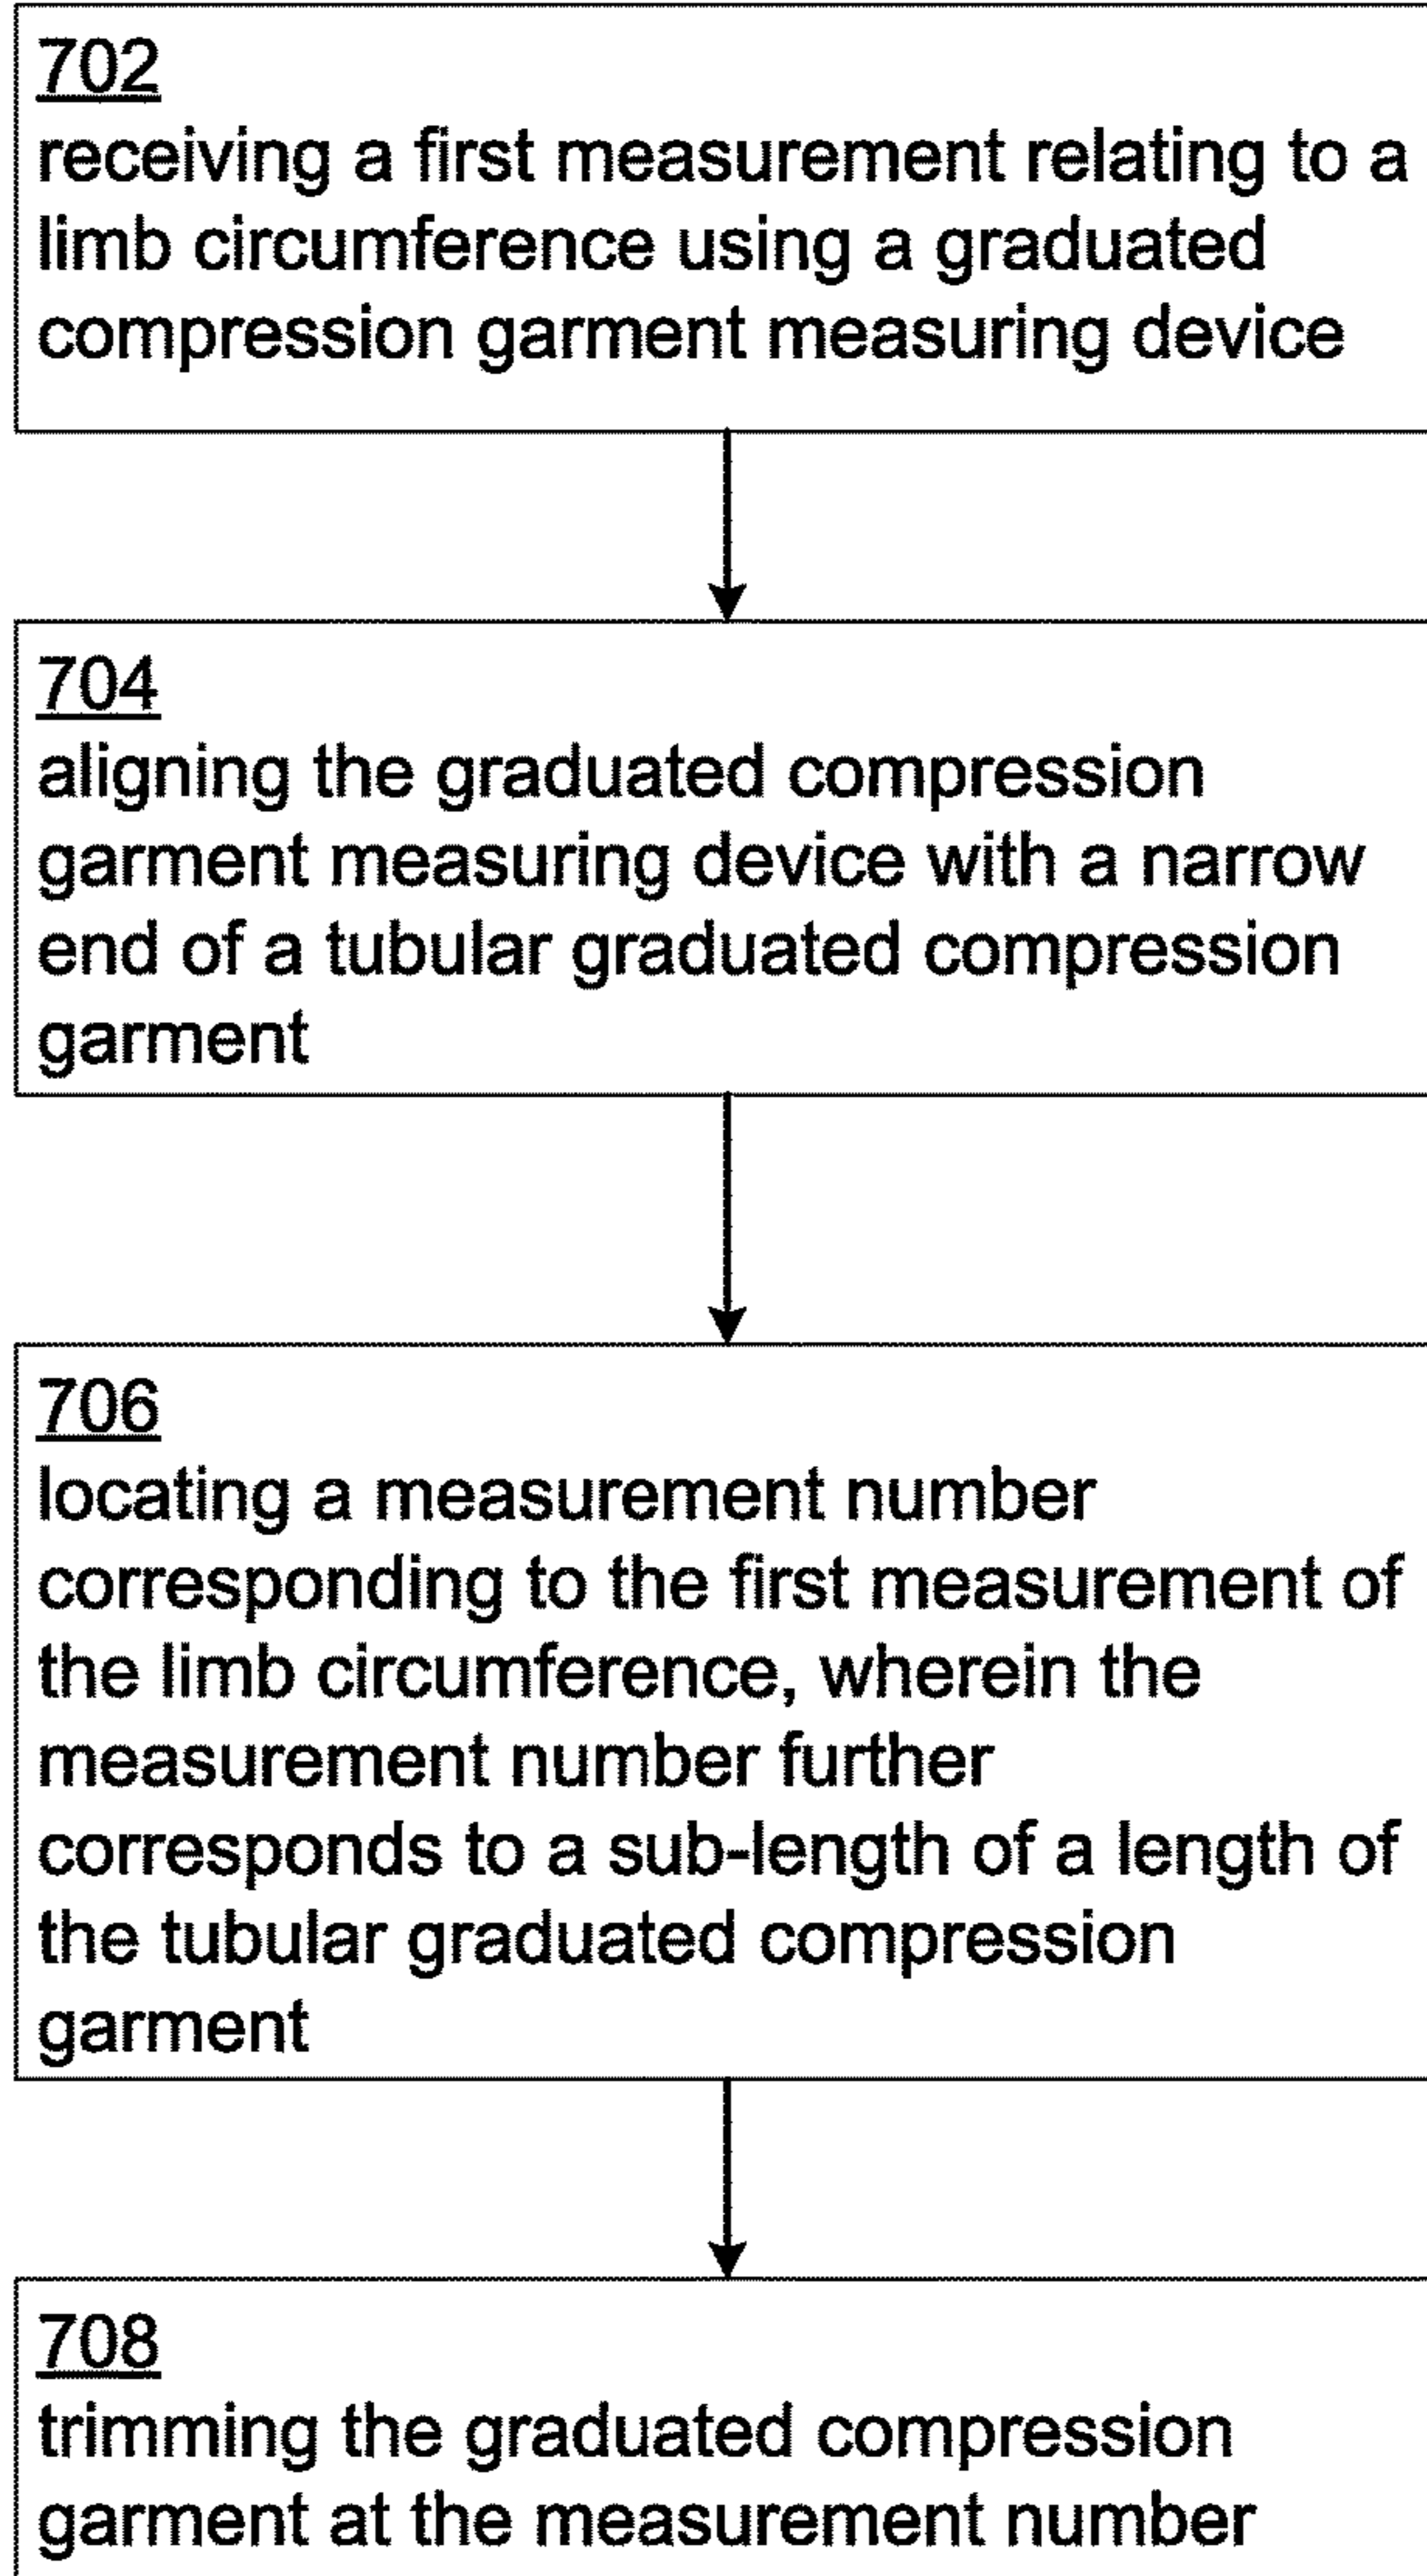 702
receiving a first measurement relating to a
limb circumference using a graduated
compression garment measuring device
704
aligning the graduated compression
garment measuring device with a narrow
end of a tubular graduated compression
garment
706
locating a measurement number
corresponding to the first measurement of
the limb circumference, wherein the
measurement number further
corresponds to a sub-length of a length of
the tubular graduated compression
garment
708
trimming the graduated compression
garment at the measurement number